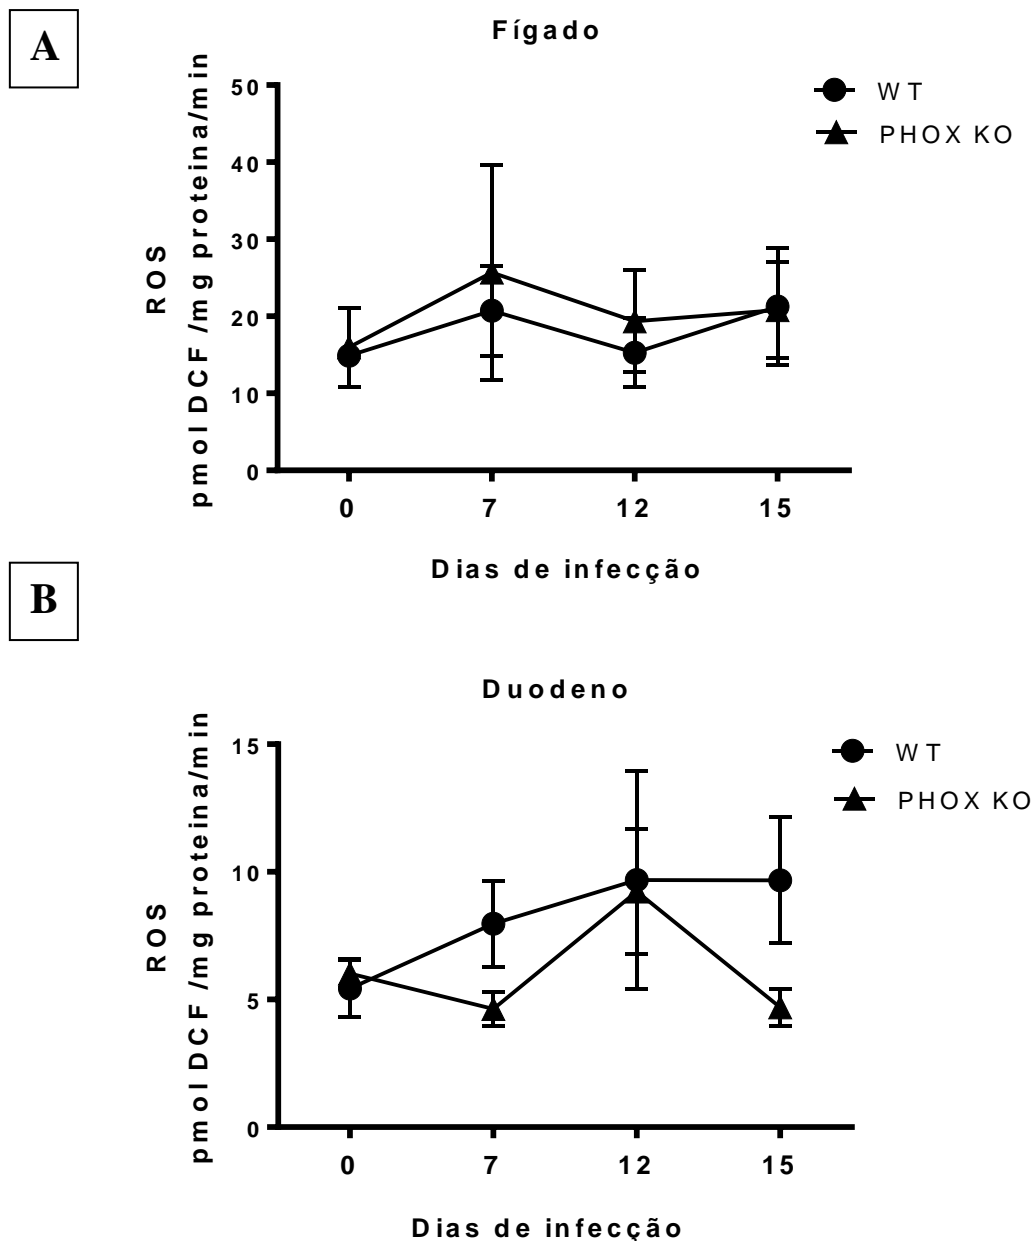 A
Fígado
WT
PHOX KO
ROS
pmol DCF /mg proteina/min
50
40
30
20
10
0
0 7 12 15
Dias de infecção
B
Duodeno
WT
PHOX KO
ROS
pmol DCF /mg proteina/min
15
10
5
0
0 7 12 15
Dias de infecção